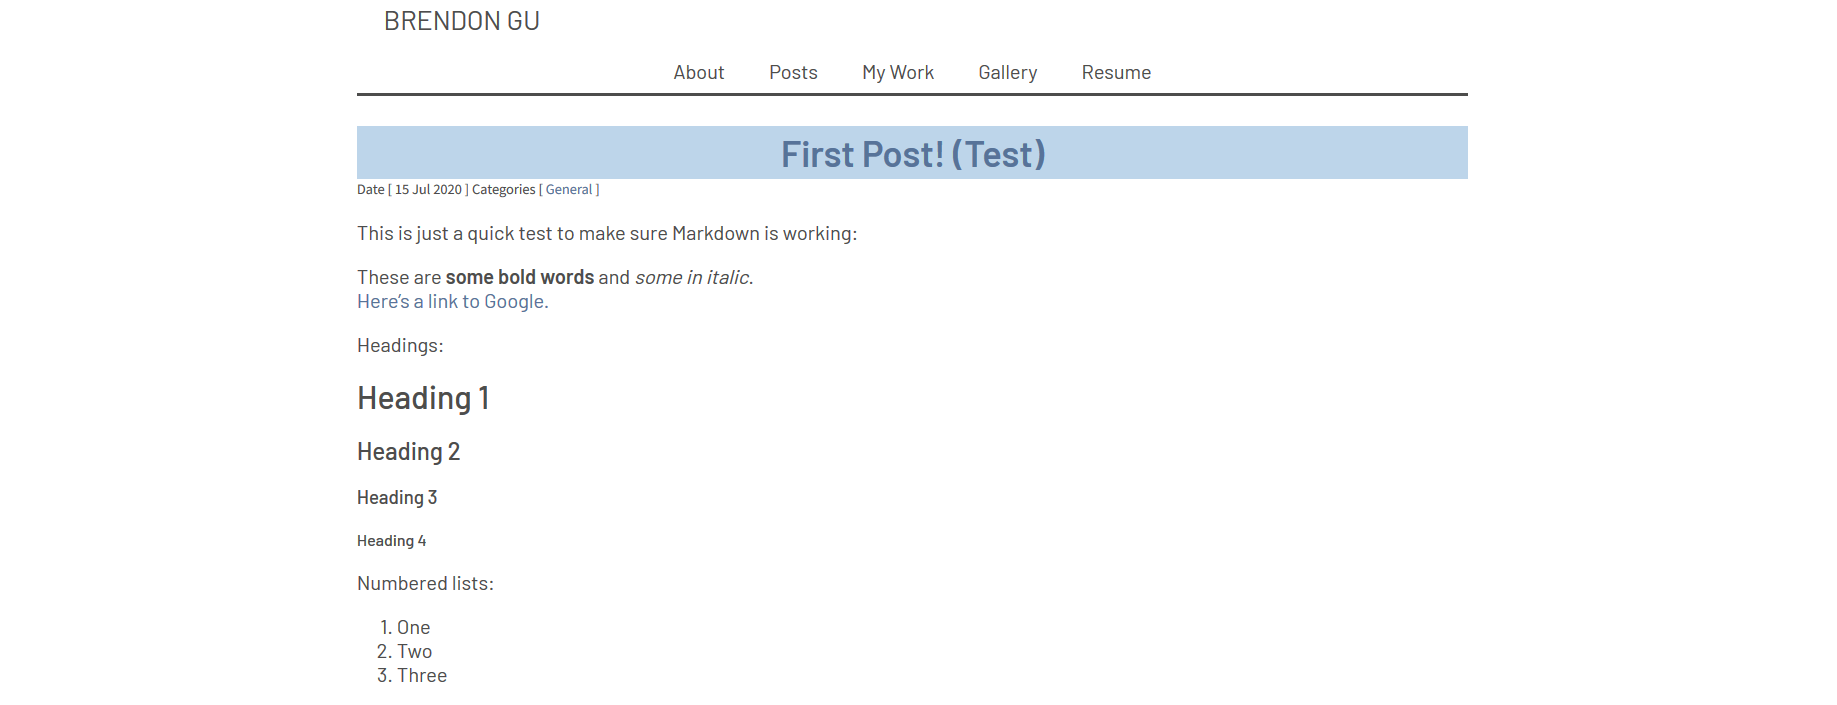 BRENDON GU
About Posts My Work Gallery Resume
First Post! (Test)
Date [ 15 Jul 2020 ] Categories [ General ]
This is just a quick test to make sure Markdown is working:
These are some bold words and some in italic.
Here’s a link to Google.
Headings:
Heading 1
Heading 2
Heading 3
Heading 4
Numbered lists:
1. One
2. Two
3. Three